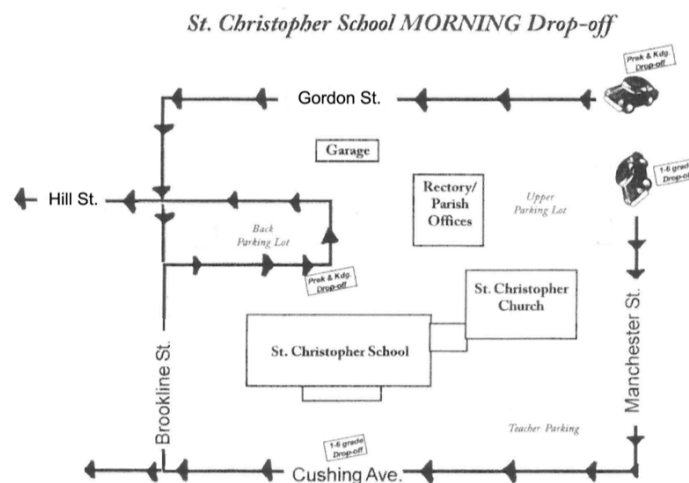 St. Christopher School MORNING Drop-off
Prek & Kdg.
Drop-off
Gordon St.
Garage
1-6 grade
Drop-off
Hill St.
Rectory/
Parish
Offices
Upper
Parking Lot
Back
Parking Lot
Prek & Kdg.
Drop-off
St. Christopher
Church
Manchester St.
St. Christopher School
Brookline St.
Teacher Parking
1-6 grade
Drop-off
Cushing Ave.